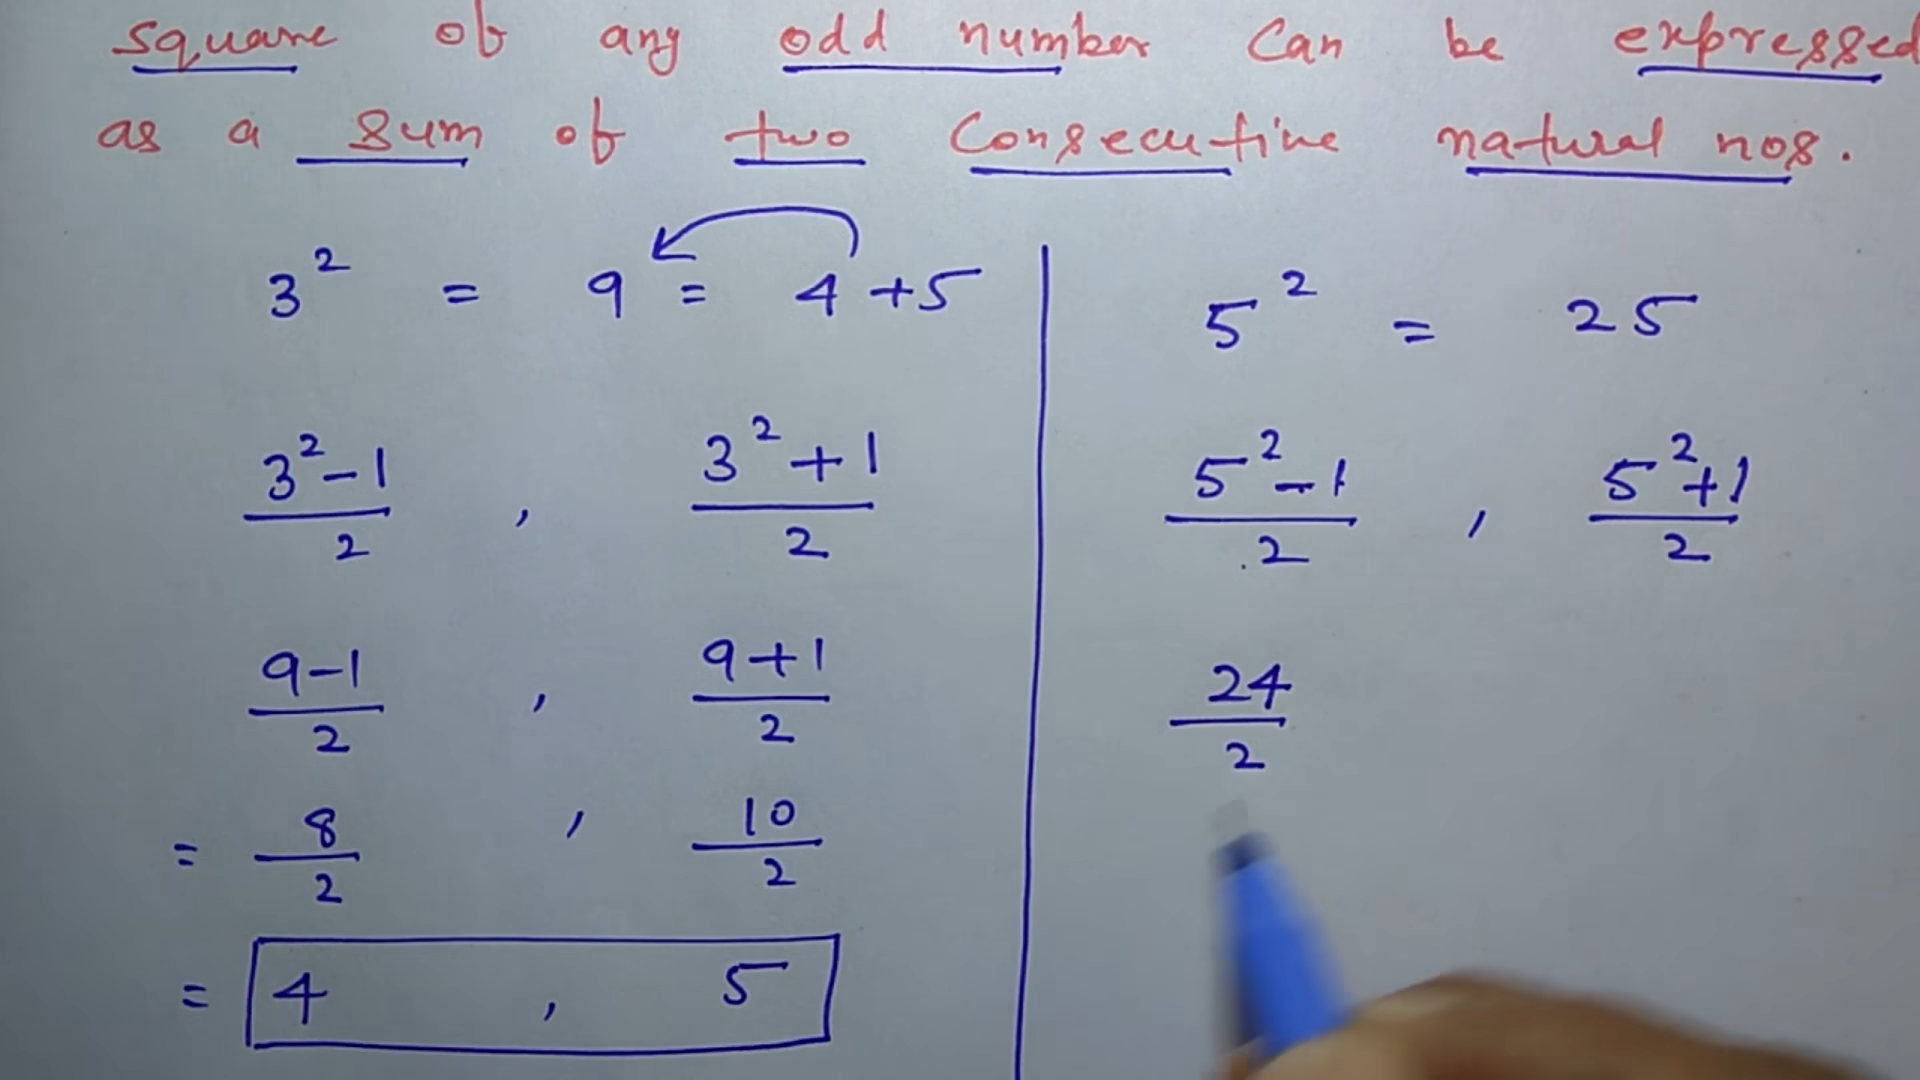 square of any odd number can be expressed
as a sum of two consecutive natural nos.
3² = 9 = 4 + 5
3² - 1 / 2 , 3² + 1 / 2
9 - 1 / 2 , 9 + 1 / 2
= 8 / 2 , 10 / 2
= 4 , 5
5² = 25
5² - 1 / 2 , 5² + 1 / 2
24 / 2